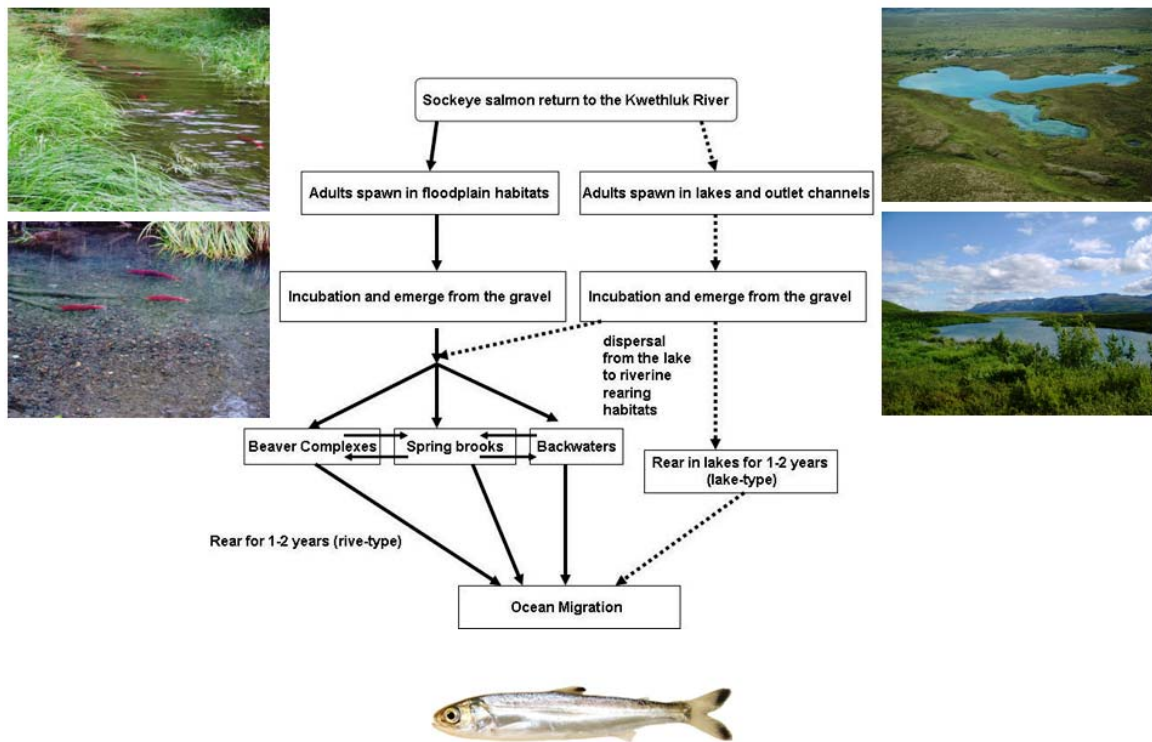 Sockeye salmon return to the Kwethluk River
Adults spawn in floodplain habitats
Adults spawn in lakes and outlet channels
Incubation and emerge from the gravel
Incubation and emerge from the gravel
dispersal
from the lake
to riverine
rearing
habitats
Beaver Complexes
Spring brooks
Backwaters
Rear in lakes for 1-2 years
(lake-type)
Rear for 1-2 years (rive-type)
Ocean Migration